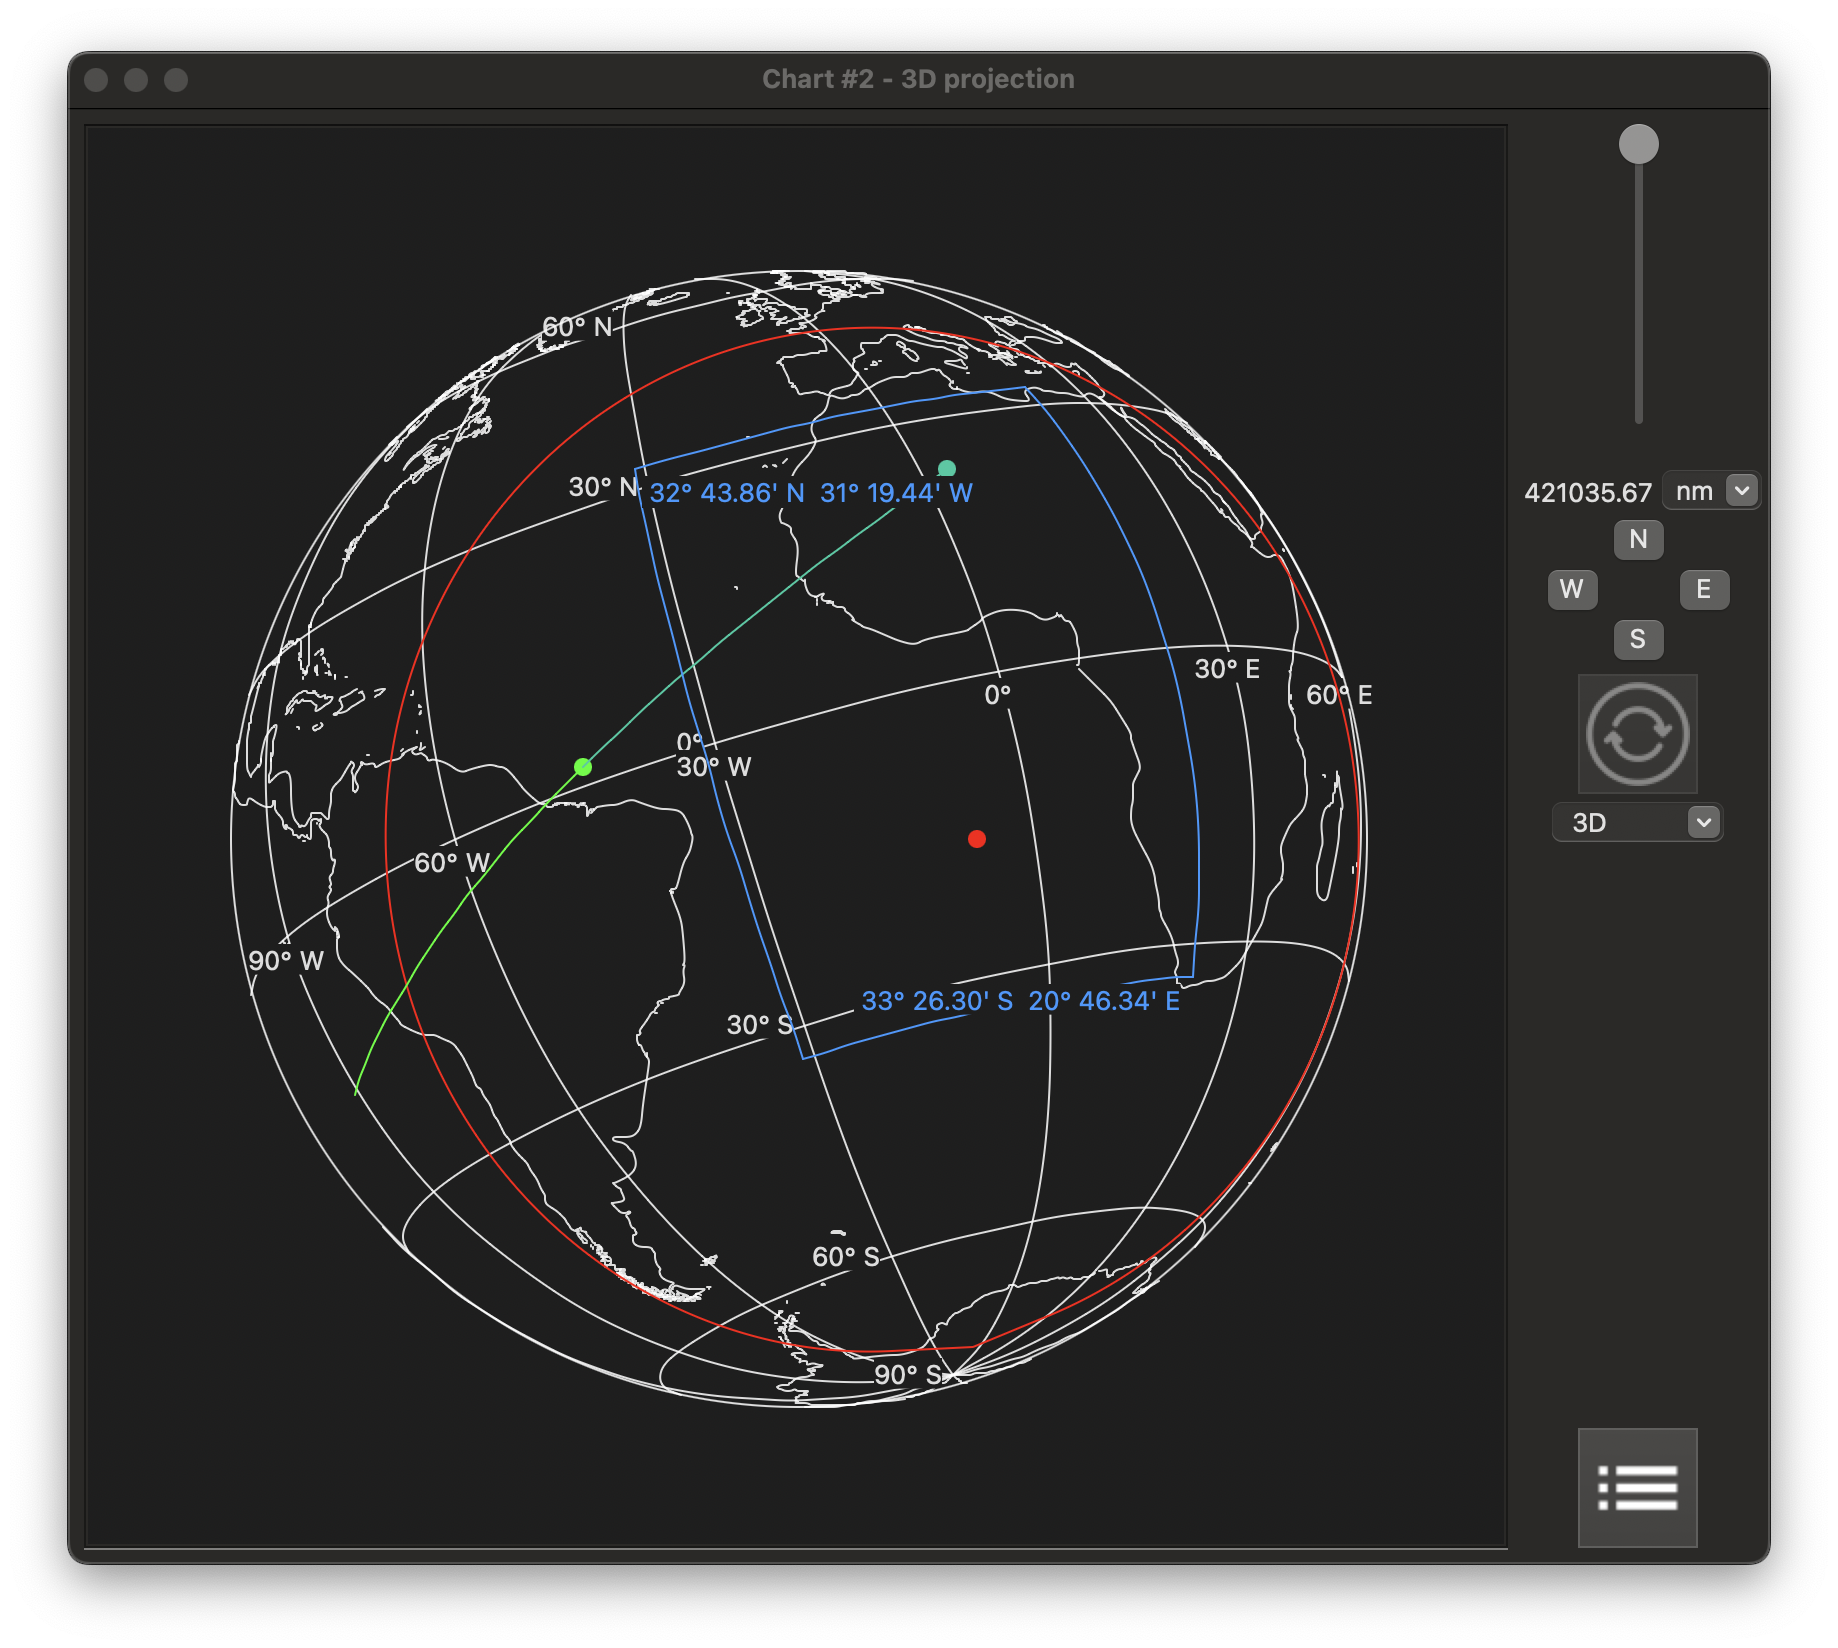 Chart #2 - 3D projection
60° N
30° N
32° 43.86' N  31° 19.44' W
421035.67 nm
N
W E
S
30° E
0°
60° E
0°
30° W
3D
60° W
90° W
33° 26.30' S  20° 46.34' E
30° S
60° S
90° S